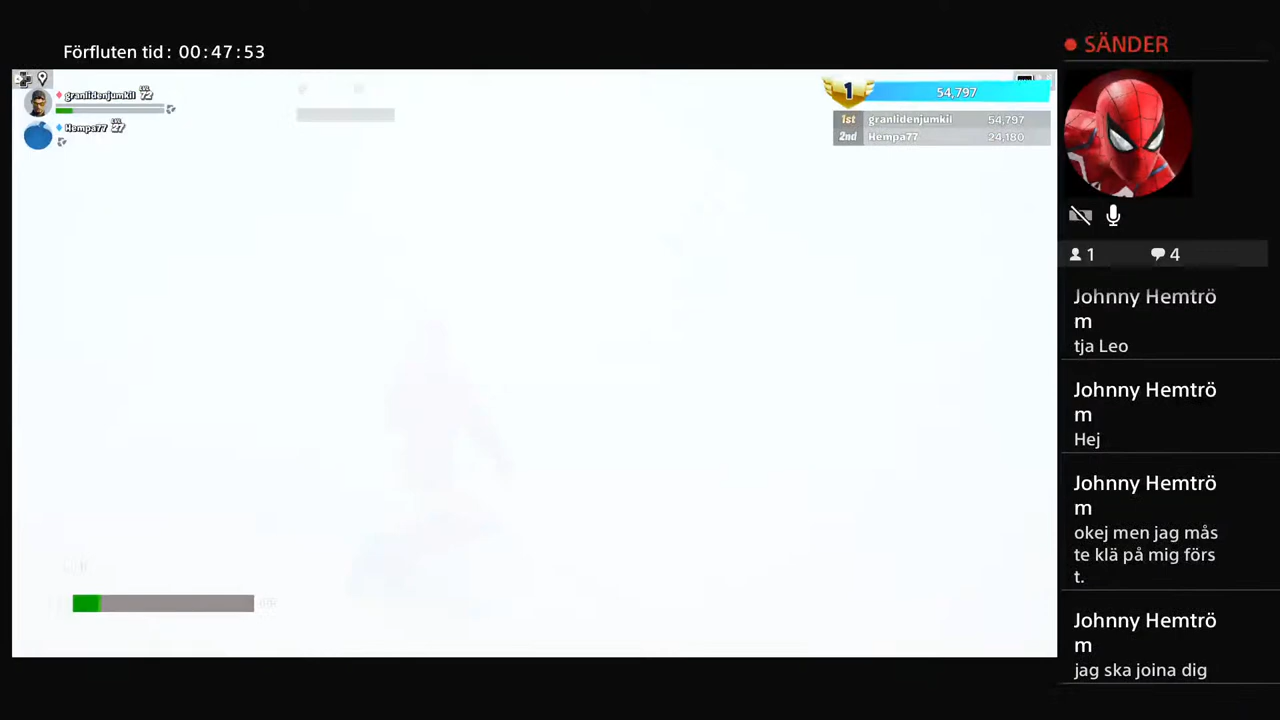 Förfluten tid: 00:47:53
SÄNDER
granlidenjumkil 72
Hempa77 27
1 54,797
1st granlidenjumkil 54,797
2nd Hempa77 24,180
1 4
Johnny Hemtrö
m
tja Leo
Johnny Hemtrö
m
Hej
Johnny Hemtrö
m
okej men jag mås
te klä på mig förs
t.
Johnny Hemtrö
m
jag ska joina dig